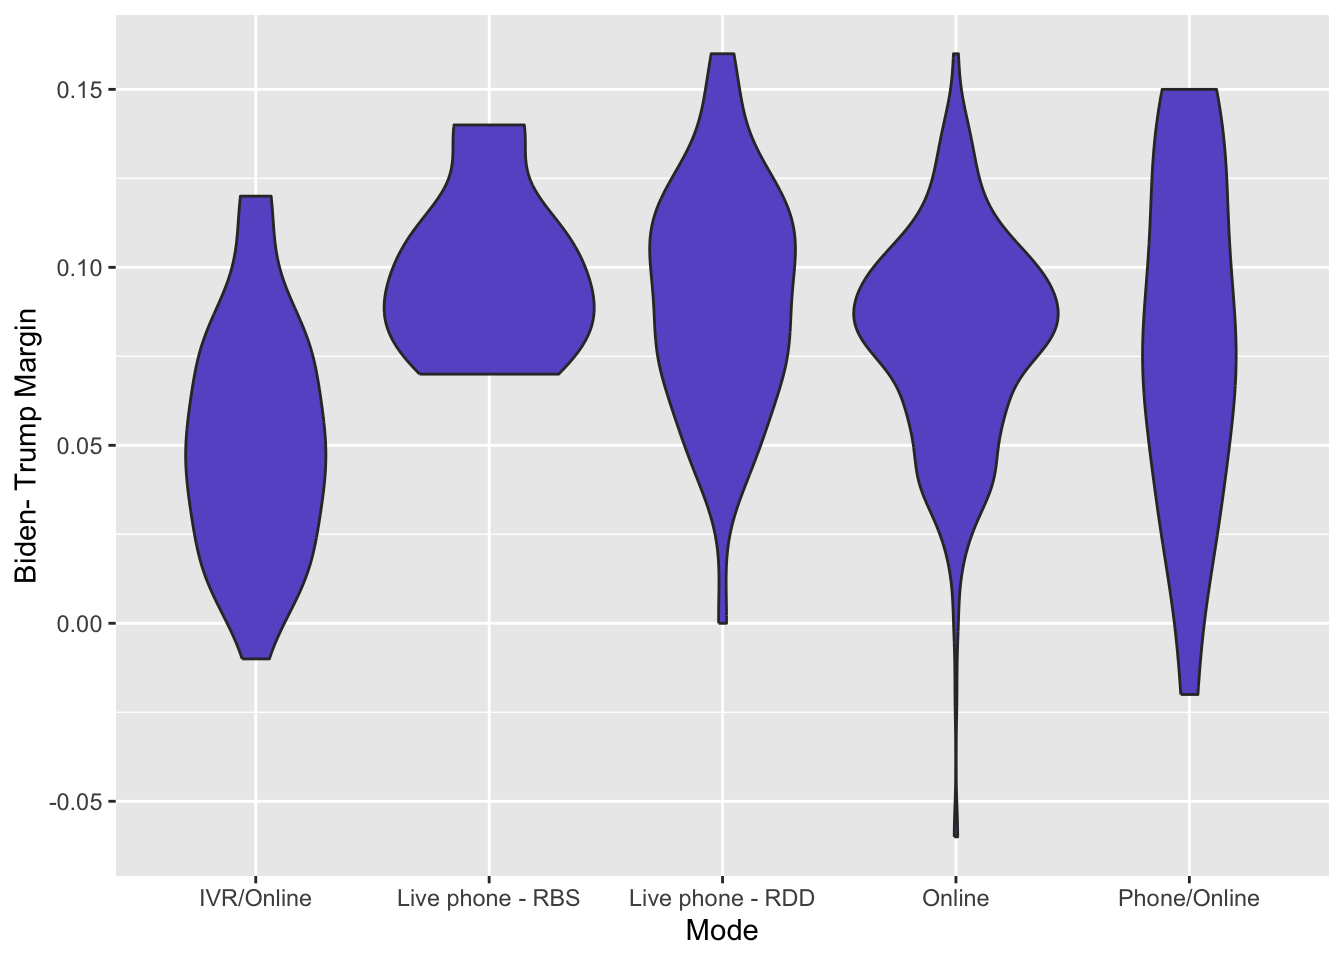 Biden- Trump Margin
0.15
0.10
0.05
0.00
-0.05
IVR/Online
Live phone - RBS
Live phone - RDD
Online
Phone/Online
Mode